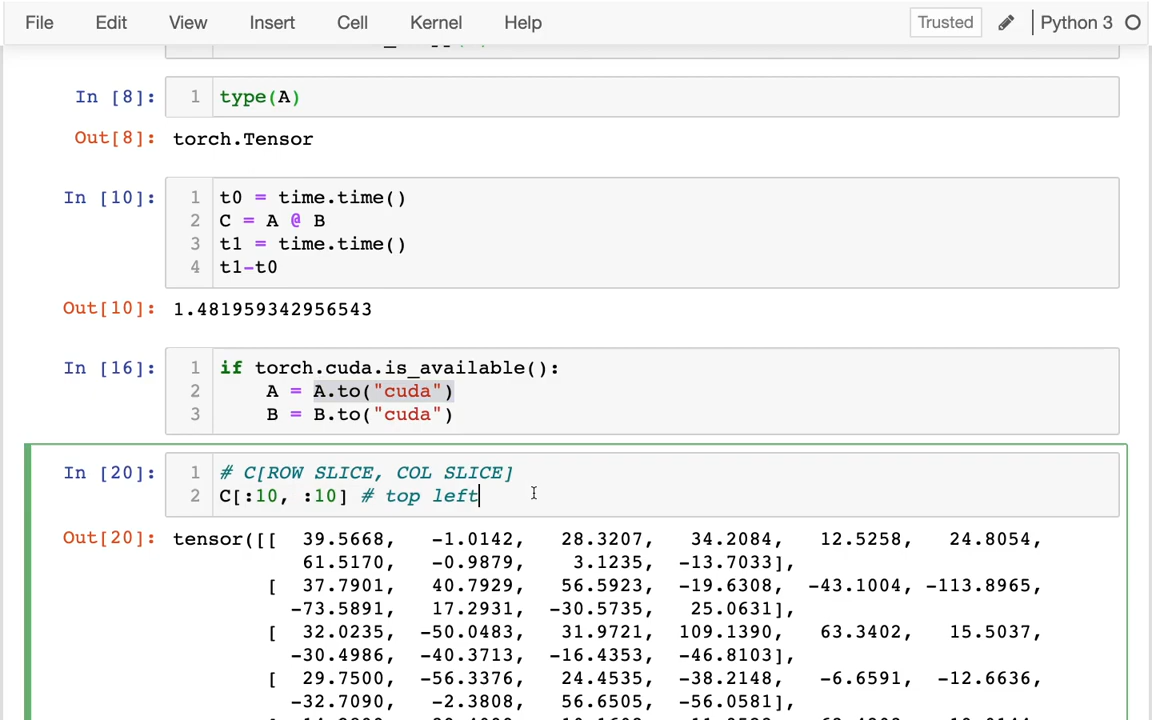 File Edit View Insert Cell Kernel Help Trusted Python 3
In [8]: 1 type(A)
Out[8]: torch.Tensor
In [10]: 1 t0 = time.time()
2 C = A @ B
3 t1 = time.time()
4 t1-t0
Out[10]: 1.481959342956543
In [16]: 1 if torch.cuda.is_available():
2 A = A.to("cuda")
3 B = B.to("cuda")
In [20]: 1 # C[ROW SLICE, COL SLICE]
2 C[:10, :10] # top left
Out[20]: tensor([[ 39.5668, -1.0142, 28.3207, 34.2084, 12.5258, 24.8054,
61.5170, -0.9879, 3.1235, -13.7033],
[ 37.7901, 40.7929, 56.5923, -19.6308, -43.1004, -113.8965,
-73.5891, 17.2931, -30.5735, 25.0631],
[ 32.0235, -50.0483, 31.9721, 109.1390, 63.3402, 15.5037,
-30.4986, -40.3713, -16.4353, -46.8103],
[ 29.7500, -56.3376, 24.4535, -38.2148, -6.6591, -12.6636,
-32.7090, -2.3808, 56.6505, -56.0581],